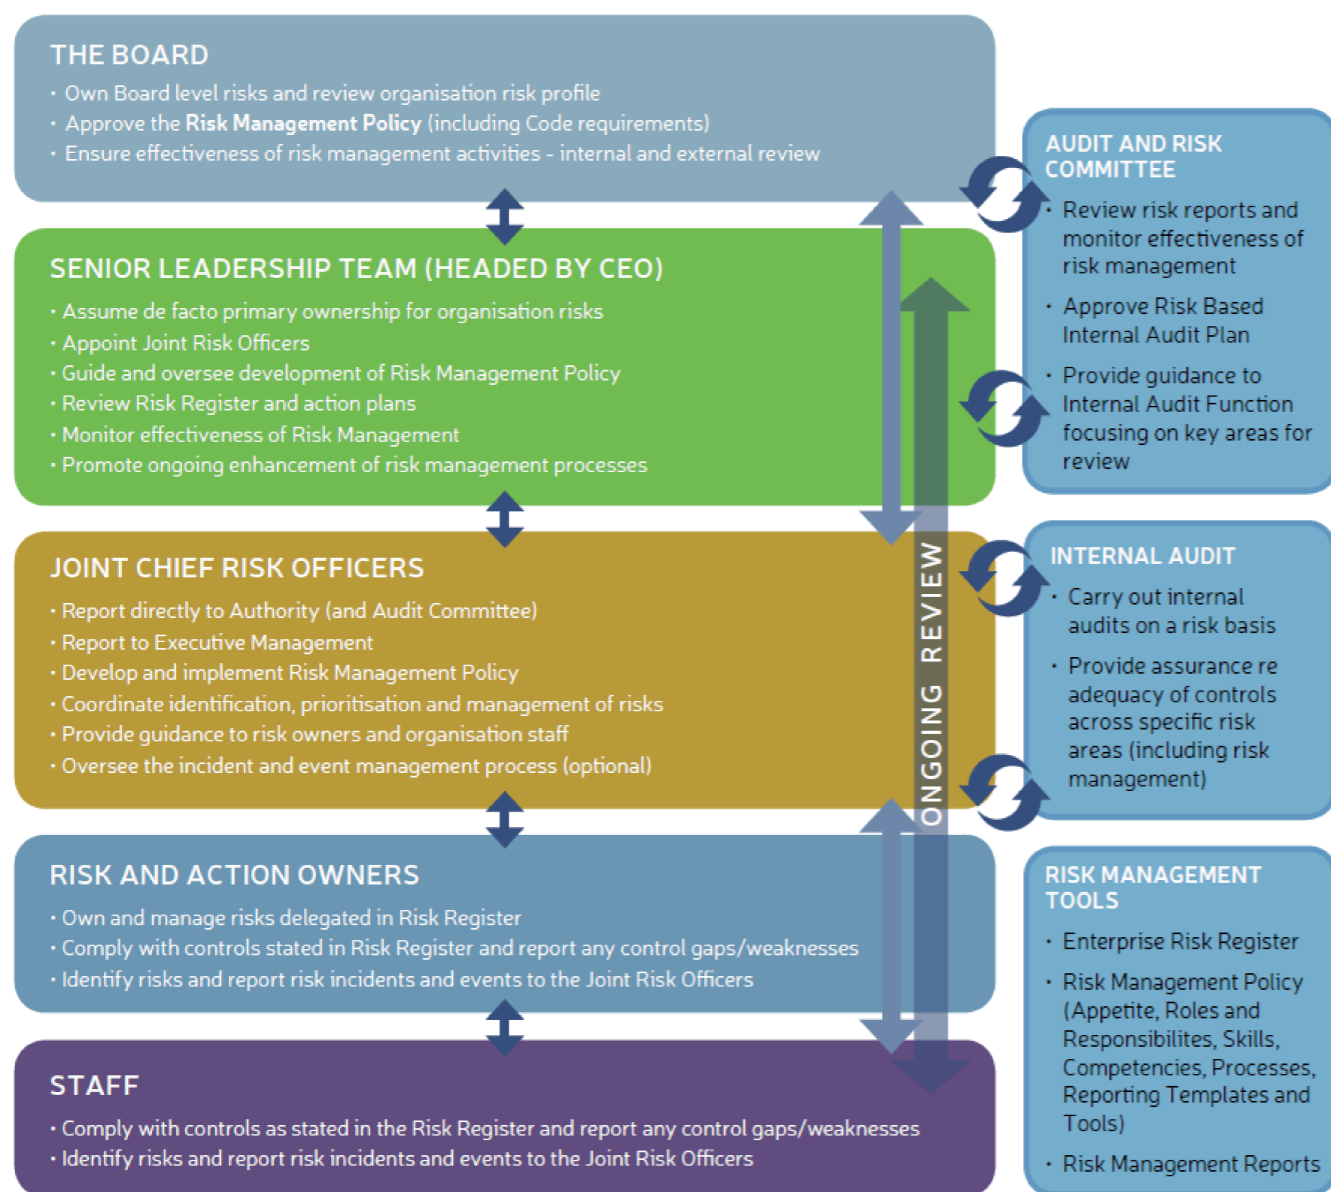 THE BOARD
· Own Board level risks and review organisation risk profile
· Approve the Risk Management Policy (including Code requirements)
· Ensure effectiveness of risk management activities - internal and external review
SENIOR LEADERSHIP TEAM (HEADED BY CEO)
· Assume de facto primary ownership for organisation risks
· Appoint Joint Risk Officers
· Guide and oversee development of Risk Management Policy
· Review Risk Register and action plans
· Monitor effectiveness of Risk Management
· Promote ongoing enhancement of risk management processes
JOINT CHIEF RISK OFFICERS
· Report directly to Authority (and Audit Committee)
· Report to Executive Management
· Develop and implement Risk Management Policy
· Coordinate identification, prioritisation and management of risks
· Provide guidance to risk owners and organisation staff
· Oversee the incident and event management process (optional)
RISK AND ACTION OWNERS
· Own and manage risks delegated in Risk Register
· Comply with controls stated in Risk Register and report any control gaps/weaknesses
· Identify risks and report risk incidents and events to the Joint Risk Officers
STAFF
· Comply with controls as stated in the Risk Register and report any control gaps/weaknesses
· Identify risks and report risk incidents and events to the Joint Risk Officers
ONGOING REVIEW
AUDIT AND RISK
COMMITTEE
· Review risk reports and
monitor effectiveness of
risk management
· Approve Risk Based
Internal Audit Plan
· Provide guidance to
Internal Audit Function
focusing on key areas for
review
INTERNAL AUDIT
· Carry out internal
audits on a risk basis
· Provide assurance re
adequacy of controls
across specific risk
areas (including risk
management)
RISK MANAGEMENT
TOOLS
· Enterprise Risk Register
· Risk Management Policy
(Appetite, Roles and
Responsibilites, Skills,
Competencies, Processes,
Reporting Templates and
Tools)
· Risk Management Reports